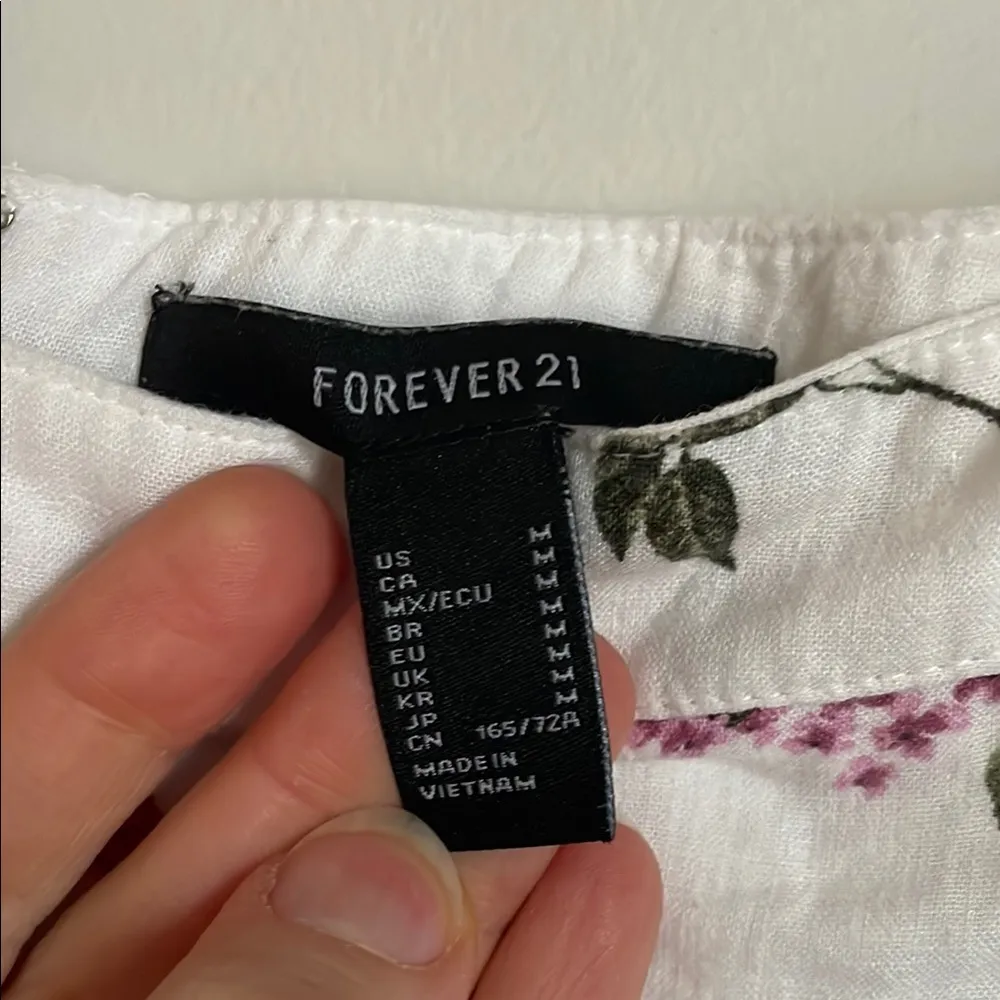 FOREVER 21
US M
CA M
MX/ECU M
BR M
EU M
UK M
KR M
JP M
CN 165/72A
MADE IN
VIETNAM